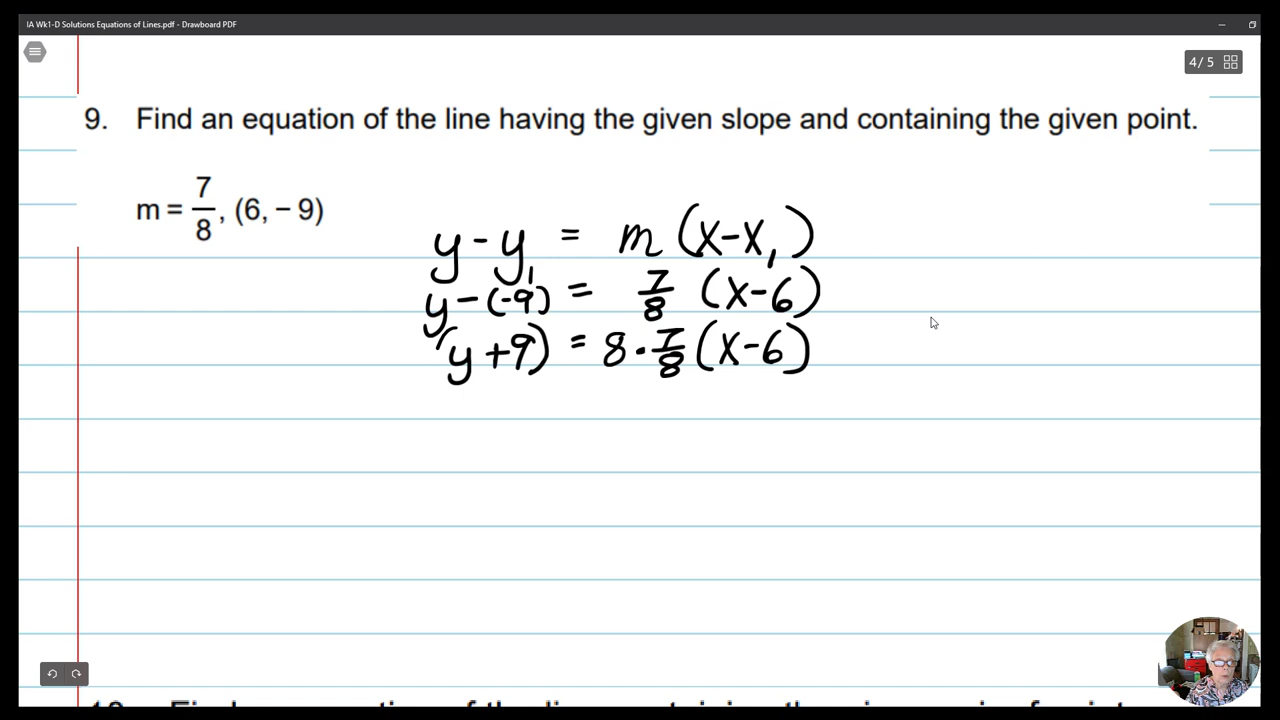 IA Wk1-D Solutions Equations of Lines.pdf - Drawboard PDF
4 / 5
9. Find an equation of the line having the given slope and containing the given point.
m = 7/8, (6, − 9)
y - y₁ = m (x - x₁)
y - (-9) = 7/8 (x - 6)
(y + 9) = 8 · 7/8 (x - 6)